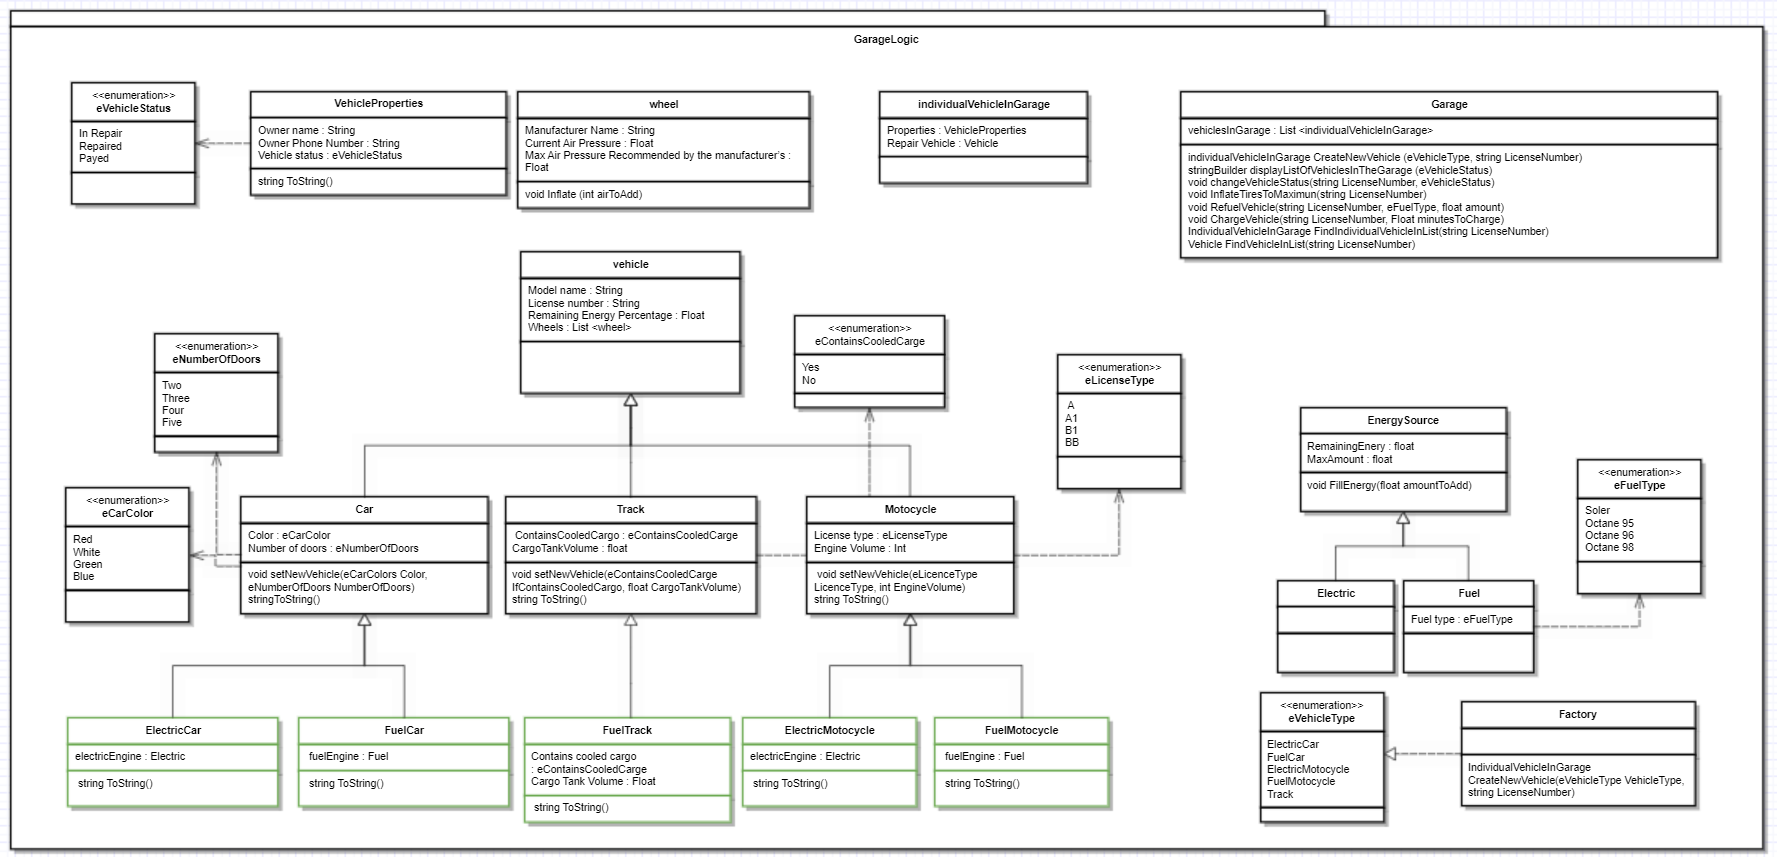 GarageLogic
<<enumeration>>
eVehicleStatus
In Repair
Repaired
Payed
VehicleProperties
Owner name : String
Owner Phone Number : String
Vehicle status : eVehicleStatus
string ToString()
wheel
Manufacturer Name : String
Current Air Pressure : Float
Max Air Pressure Recommended by the manufacturer's :
Float
void Inflate (int airToAdd)
individualVehicleInGarage
Properties : VehicleProperties
Repair Vehicle : Vehicle
Garage
vehiclesInGarage : List <individualVehicleInGarage>
individualVehicleInGarage CreateNewVehicle (eVehicleType, string LicenseNumber)
stringBuilder displayListOfVehiclesInTheGarage (eVehicleStatus)
void changeVehicleStatus(string LicenseNumber, eVehicleStatus)
void InflateTiresToMaximun(string LicenseNumber)
void RefuelVehicle(string LicenseNumber, eFuelType, float amount)
void ChargeVehicle(string LicenseNumber, Float minutesToCharge)
IndividualVehicleInGarage FindIndividualVehicleInList(string LicenseNumber)
Vehicle FindVehicleInList(string LicenseNumber)
vehicle
Model name : String
License number : String
Remaining Energy Percentage : Float
Wheels : List <wheel>
<<enumeration>>
eNumberOfDoors
Two
Three
Four
Five
<<enumeration>>
eContainsCooledCarge
Yes
No
<<enumeration>>
eLicenseType
A
A1
B1
BB
EnergySource
RemainingEnery : float
MaxAmount : float
void FillEnergy(float amountToAdd)
<<enumeration>>
eFuelType
Soler
Octane 95
Octane 96
Octane 98
<<enumeration>>
eCarColor
Red
White
Green
Blue
Car
Color : eCarColor
Number of doors : eNumberOfDoors
void setNewVehicle(eCarColors Color,
eNumberOfDoors NumberOfDoors)
stringToString()
Track
ContainsCooledCargo : eContainsCooledCarge
CargoTankVolume : float
void setNewVehicle(eContainsCooledCarge
IfContainsCooledCargo, float CargoTankVolume)
string ToString()
Motocycle
License type : eLicenseType
Engine Volume : Int
void setNewVehicle(eLicenceType
LicenceType, int EngineVolume)
string ToString()
Electric
Fuel
Fuel type : eFuelType
ElectricCar
electricEngine : Electric
string ToString()
FuelCar
fuelEngine : Fuel
string ToString()
FuelTrack
Contains cooled cargo
: eContainsCooledCarge
Cargo Tank Volume : Float
string ToString()
ElectricMotocycle
electricEngine : Electric
string ToString()
FuelMotocycle
fuelEngine : Fuel
string ToString()
<<enumeration>>
eVehicleType
ElectricCar
FuelCar
ElectricMotocycle
FuelMotocycle
Track
Factory
IndividualVehicleInGarage
CreateNewVehicle(eVehicleType VehicleType,
string LicenseNumber)